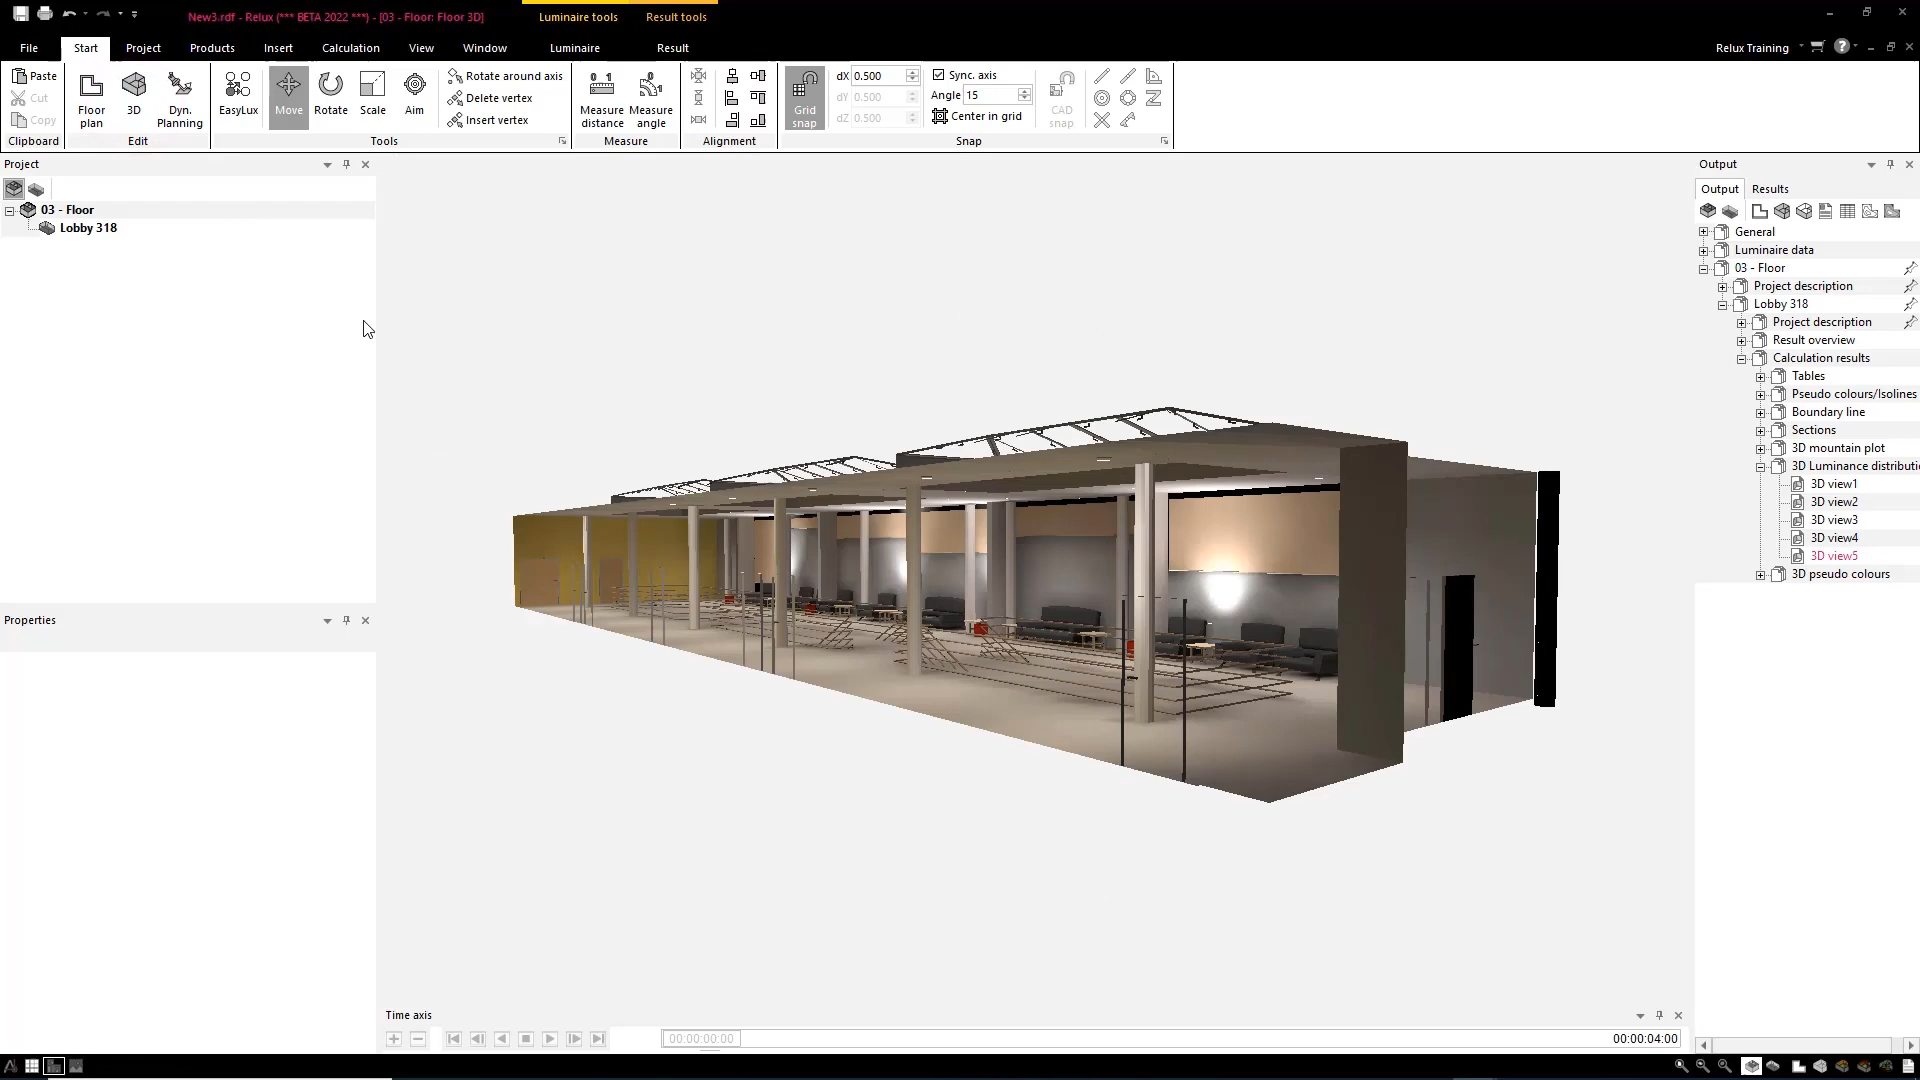 New3.rdf - Relux (*** BETA 2022 ***) - [03 - Floor: Floor 3D]
Luminaire tools
Result tools
File
Start
Project
Products
Insert
Calculation
View
Window
Luminaire
Result
Relux Training
Paste
Cut
Copy
Clipboard
Floor plan
3D
Dyn. Planning
Edit
EasyLux
Move
Rotate
Scale
Aim
Rotate around axis
Delete vertex
Insert vertex
Tools
Measure distance
Measure angle
Measure
Alignment
Grid snap
dX 0.500
dY 0.500
dZ 0.500
Sync. axis
Angle 15
Center in grid
CAD snap
Snap
Project
03 - Floor
Lobby 318
Properties
Output
Output
Results
General
Luminaire data
03 - Floor
Project description
Lobby 318
Project description
Result overview
Calculation results
Tables
Pseudo colours/Isolines
Boundary line
Sections
3D mountain plot
3D Luminance distributi
3D view1
3D view2
3D view3
3D view4
3D view5
3D pseudo colours
Time axis
00:00:00:00
00:00:04:00